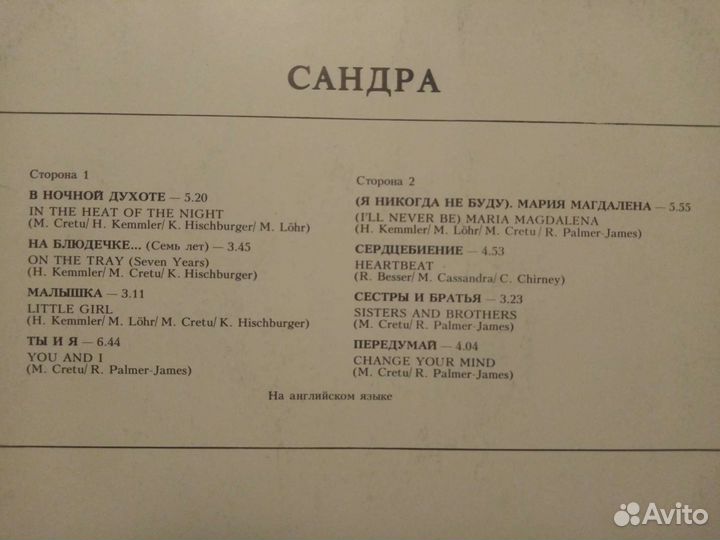 САНДРА
Сторона 1
В НОЧНОЙ ДУХОТЕ — 5.20
IN THE HEAT OF THE NIGHT
(M. Cretu/ H. Kemmler/ K. Hischburger/ M. Löhr)
НА БЛЮДЕЧКЕ... (Семь лет) — 3.45
ON THE TRAY (Seven Years)
(H. Kemmler/ M. Cretu/ K. Hischburger)
МАЛЫШКА — 3.11
LITTLE GIRL
(H. Kemmler/ M. Löhr/ M. Cretu/ K. Hischburger)
ТЫ И Я — 6.44
YOU AND I
(M. Cretu/ R. Palmer-James)
Сторона 2
(Я НИКОГДА НЕ БУДУ). МАРИЯ МАГДАЛЕНА — 5.55
(I'LL NEVER BE) MARIA MAGDALENA
(H. Kemmler/ M. Löhr/ M. Cretu/ R. Palmer-James)
СЕРДЦЕБИЕНИЕ — 4.53
HEARTBEAT
(R. Besser/ M. Cassandra/ C. Chirney)
СЕСТРЫ И БРАТЬЯ — 3.23
SISTERS AND BROTHERS
(M. Cretu/ R. Palmer-James)
ПЕРЕДУМАЙ — 4.04
CHANGE YOUR MIND
(M. Cretu/ R. Palmer-James)
На английском языке
Avito